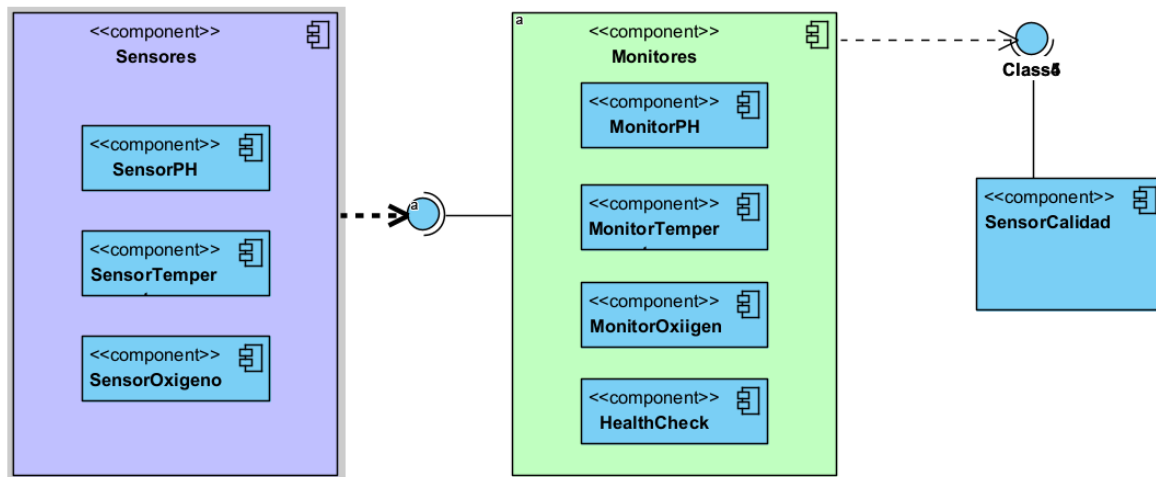 <<component>>
Sensores
<<component>>
SensorPH
<<component>>
SensorTemper
<<component>>
SensorOxigeno
a
a
<<component>>
Monitores
<<component>>
MonitorPH
<<component>>
MonitorTemper
<<component>>
MonitorOxiigen
<<component>>
HealthCheck
<<component>>
SensorCalidad